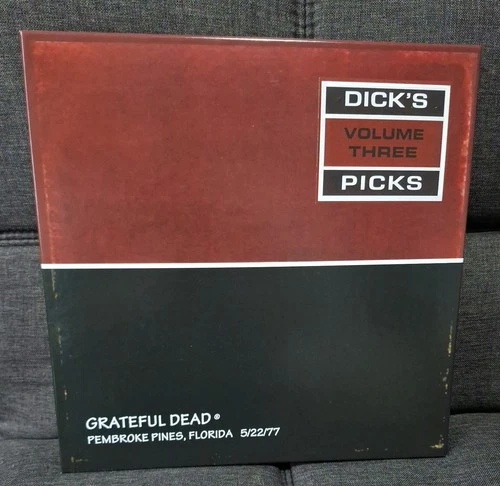 DICK'S
VOLUME
THREE
PICKS
GRATEFUL DEAD ®
PEMBROKE PINES, FLORIDA 5/22/77